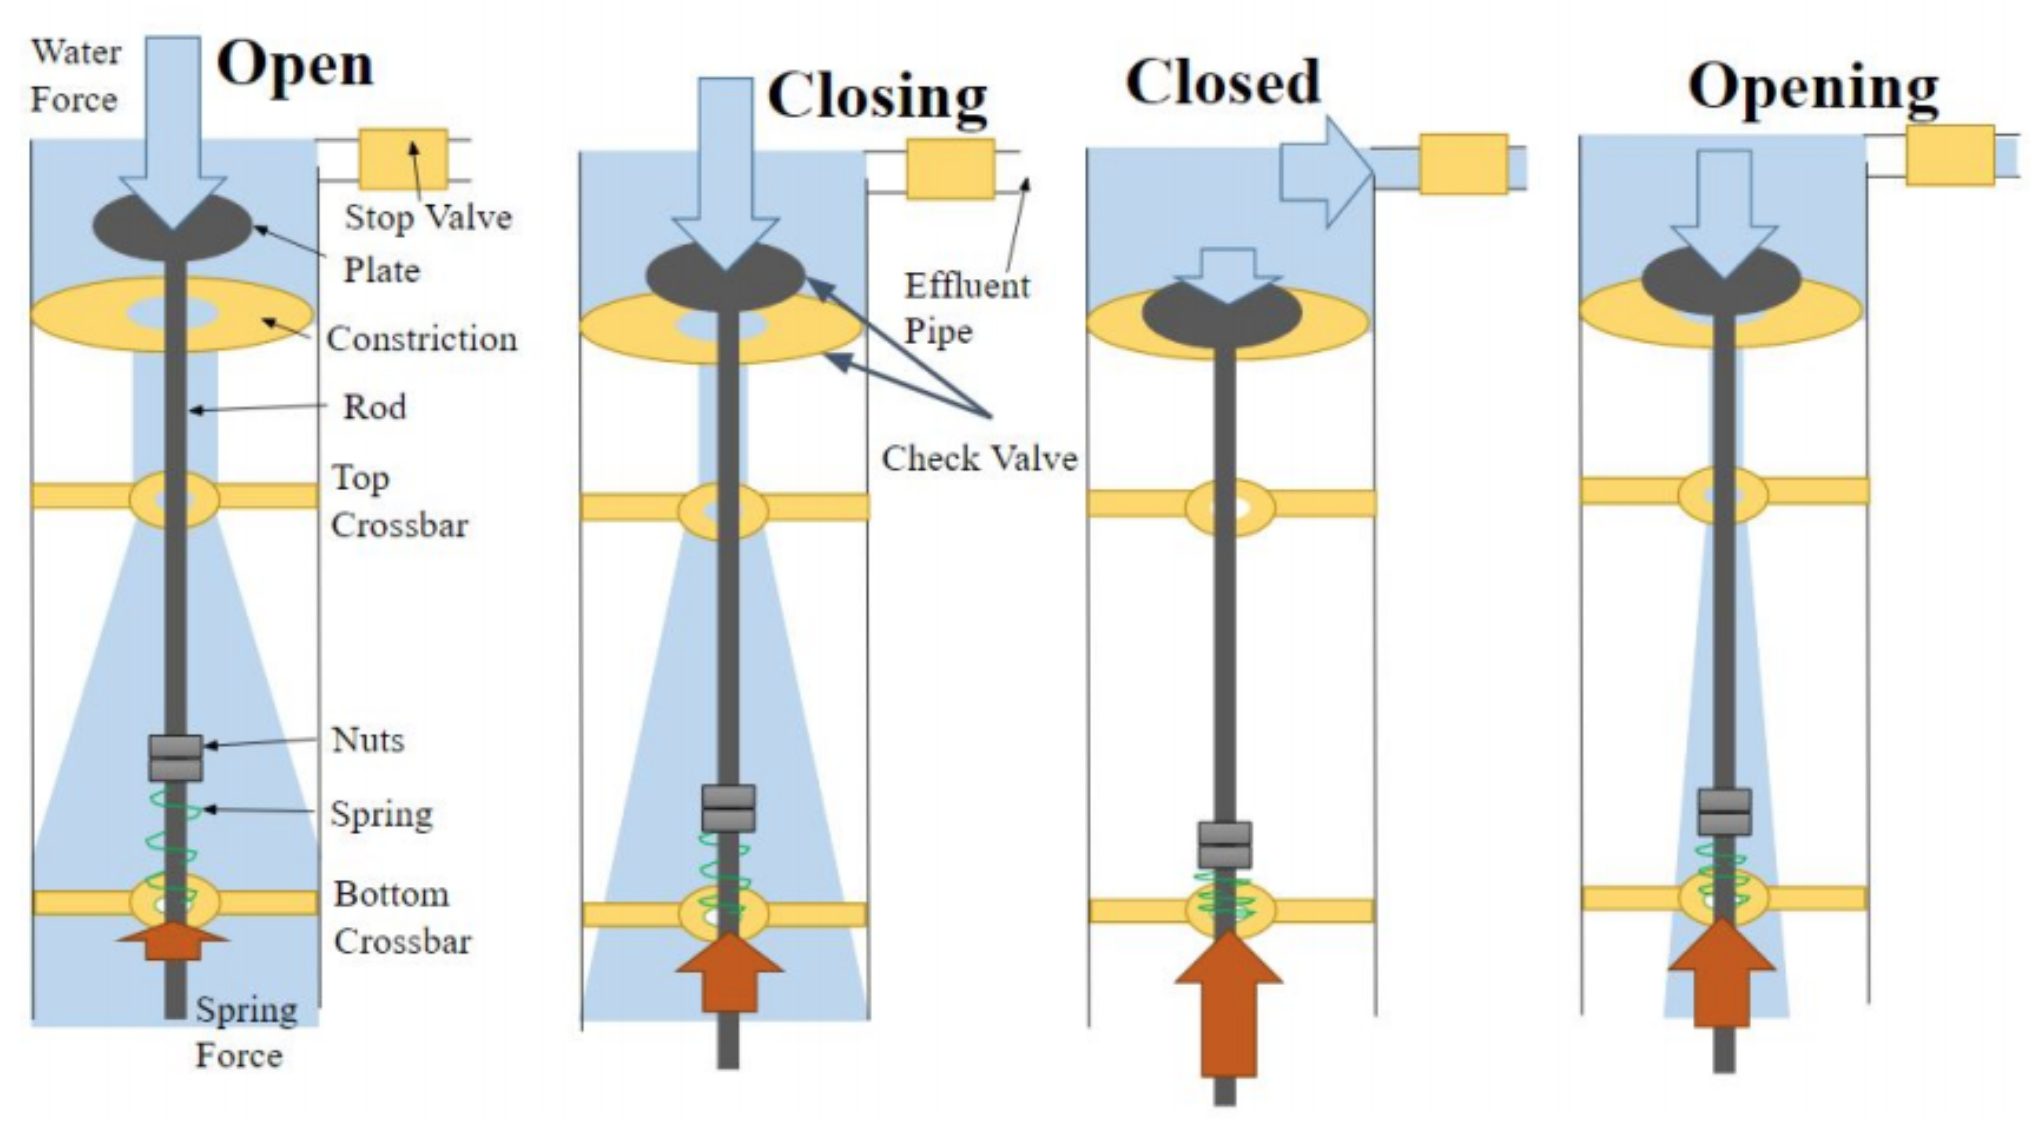 Water
Force
Open
Stop Valve
Plate
Constriction
Rod
Top
Crossbar
Nuts
Spring
Bottom
Crossbar
Spring
Force
Closing
Effluent
Pipe
Check Valve
Closed
Opening